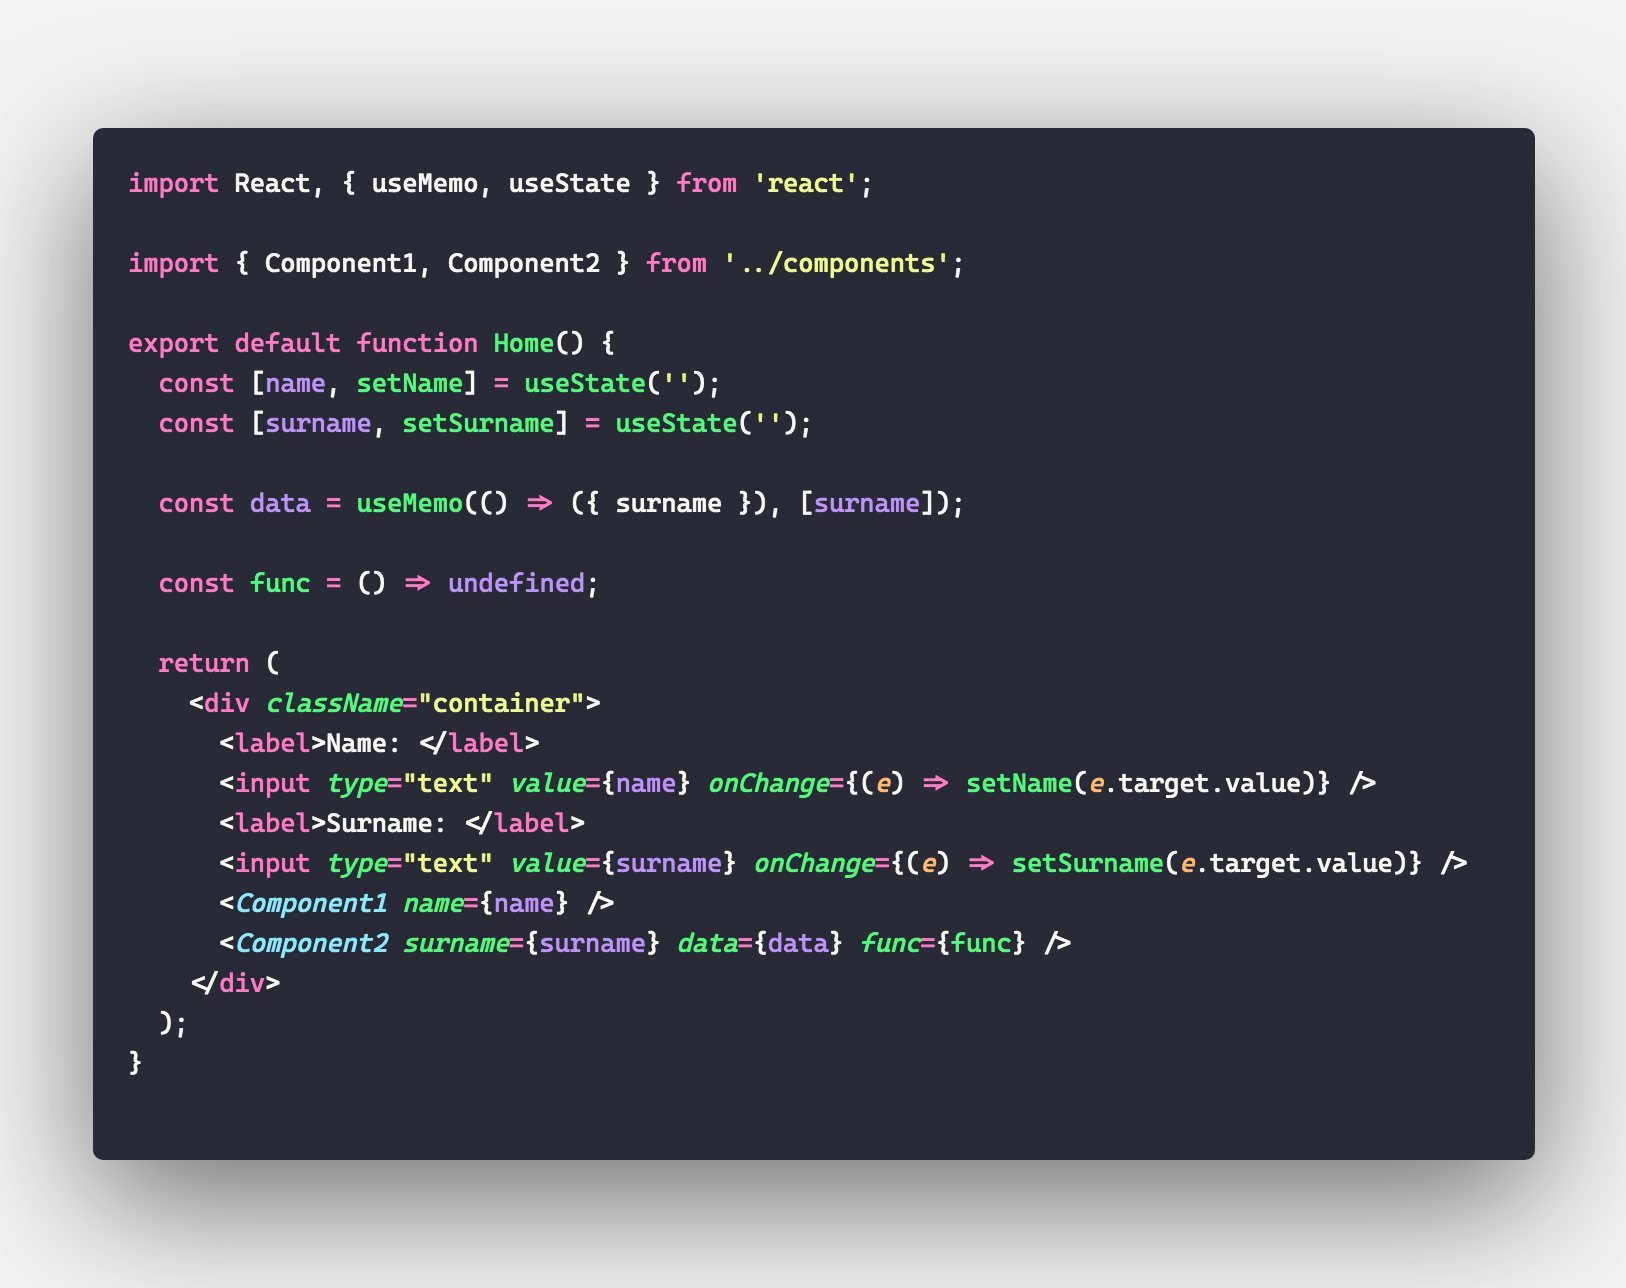 import React, { useMemo, useState } from 'react';
import { Component1, Component2 } from '../components';
export default function Home() {
  const [name, setName] = useState('');
  const [surname, setSurname] = useState('');
  const data = useMemo(() => ({ surname }), [surname]);
  const func = () => undefined;
  return (
    <div className="container">
      <label>Name: </label>
      <input type="text" value={name} onChange={(e) => setName(e.target.value)} />
      <label>Surname: </label>
      <input type="text" value={surname} onChange={(e) => setSurname(e.target.value)} />
      <Component1 name={name} />
      <Component2 surname={surname} data={data} func={func} />
    </div>
  );
}